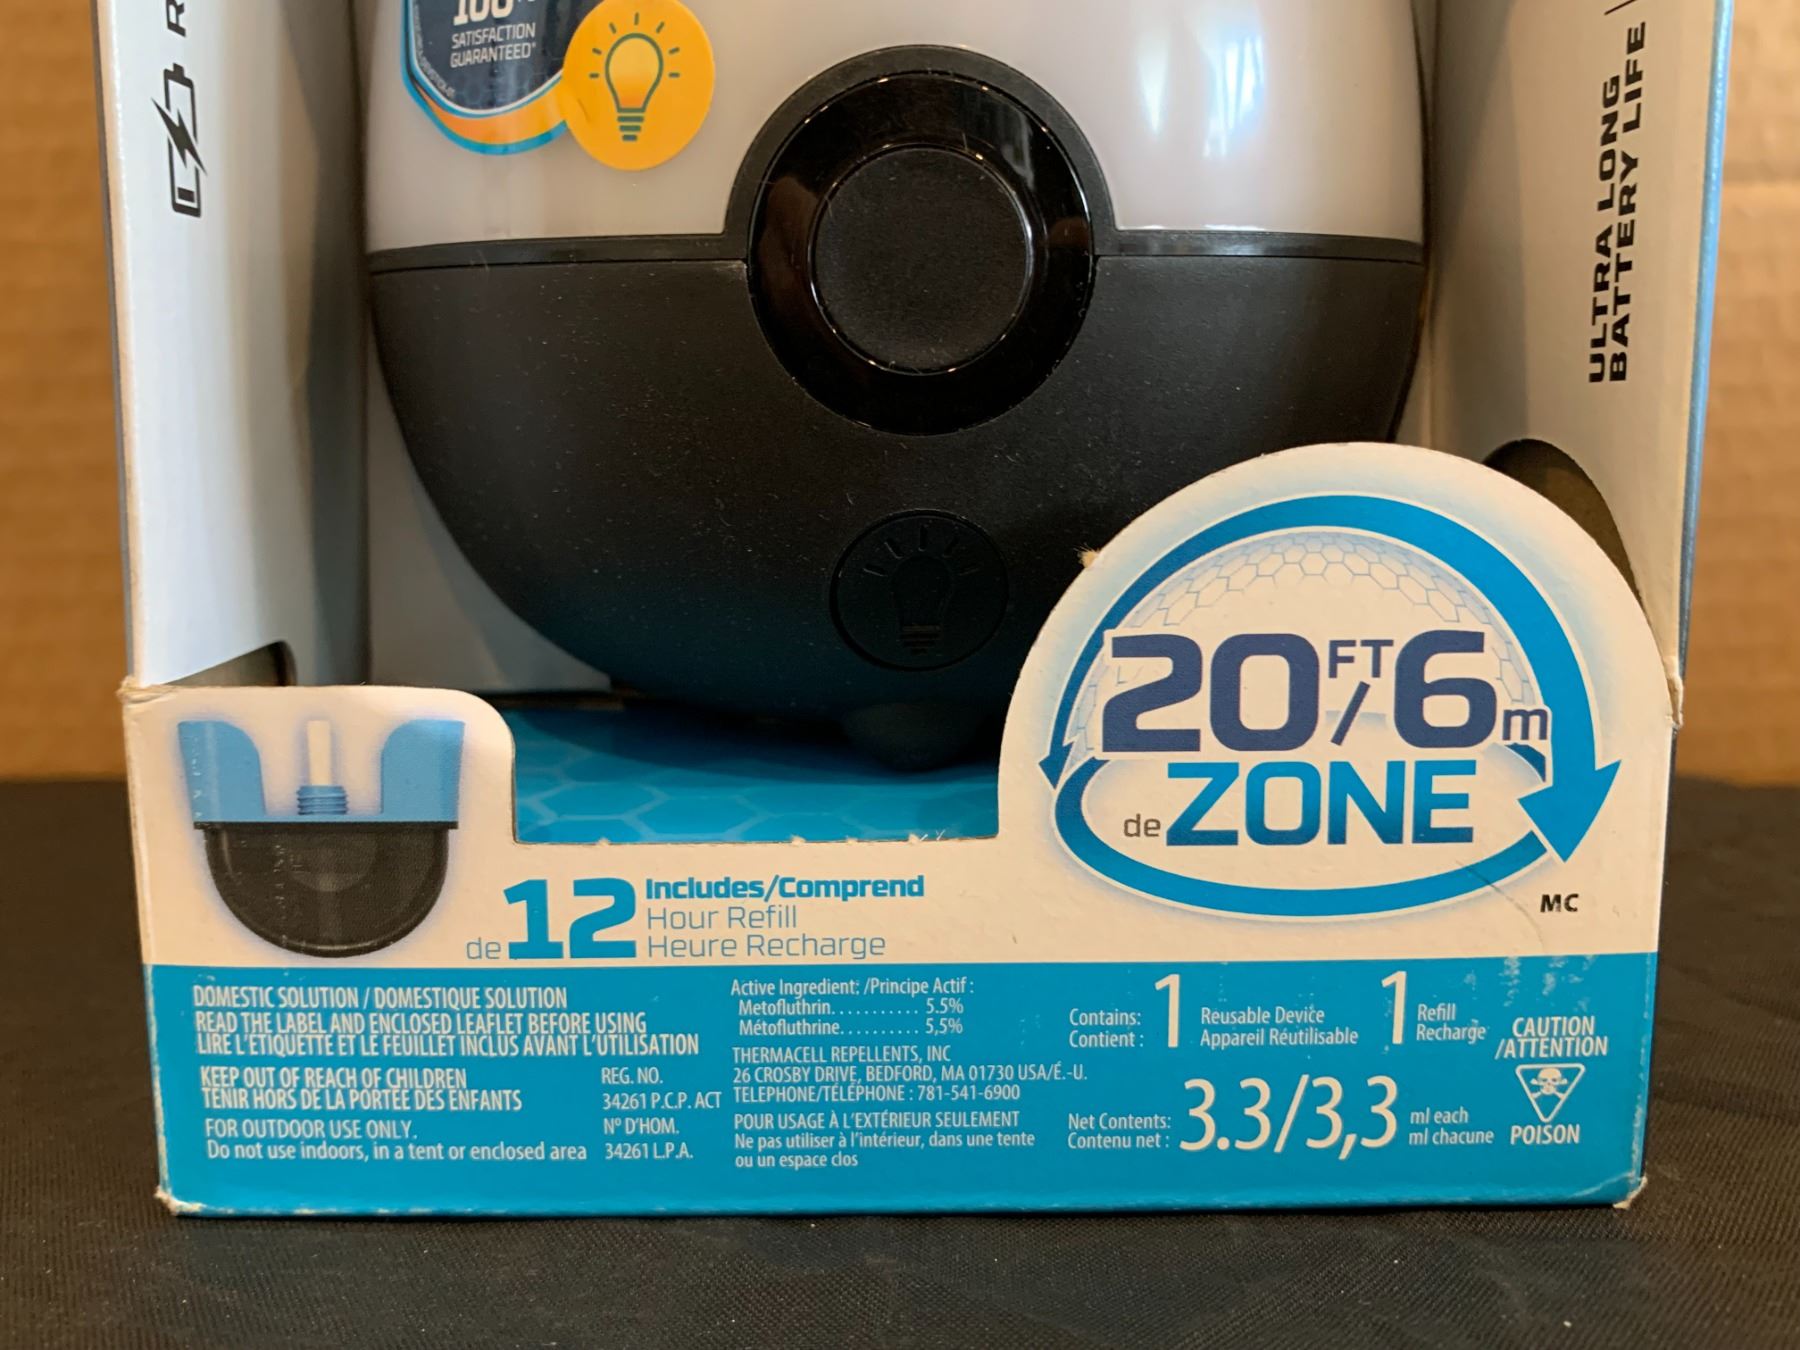 100%
SATISFACTION
GUARANTEED*
R
ULTRA LONG
BATTERY LIFE
20FT/6m
de ZONE
MC
Includes/Comprend
de 12 Hour Refill
Heure Recharge
DOMESTIC SOLUTION / DOMESTIQUE SOLUTION
READ THE LABEL AND ENCLOSED LEAFLET BEFORE USING
LIRE L'ETIQUETTE ET LE FEUILLET INCLUS AVANT L'UTILISATION
KEEP OUT OF REACH OF CHILDREN
TENIR HORS DE LA PORTEE DES ENFANTS
FOR OUTDOOR USE ONLY.
Do not use indoors, in a tent or enclosed area
REG. NO.
34261 P.C.P. ACT
Nº D'HOM.
34261 L.P.A.
Active Ingredient: /Principe Actif :
Metofluthrin........... 5.5%
Métofluthrine.......... 5,5%
THERMACELL REPELLENTS, INC
26 CROSBY DRIVE, BEDFORD, MA 01730 USA/É.-U.
TELEPHONE/TÉLÉPHONE : 781-541-6900
POUR USAGE À L'EXTÉRIEUR SEULEMENT
Ne pas utiliser à l'intérieur, dans une tente
ou un espace clos
Contains: 1 Reusable Device 1 Refill
Contient : Appareil Réutilisable Recharge
Net Contents: 3.3/3,3 ml each
Contenu net : ml chacune
CAUTION
/ATTENTION
POISON